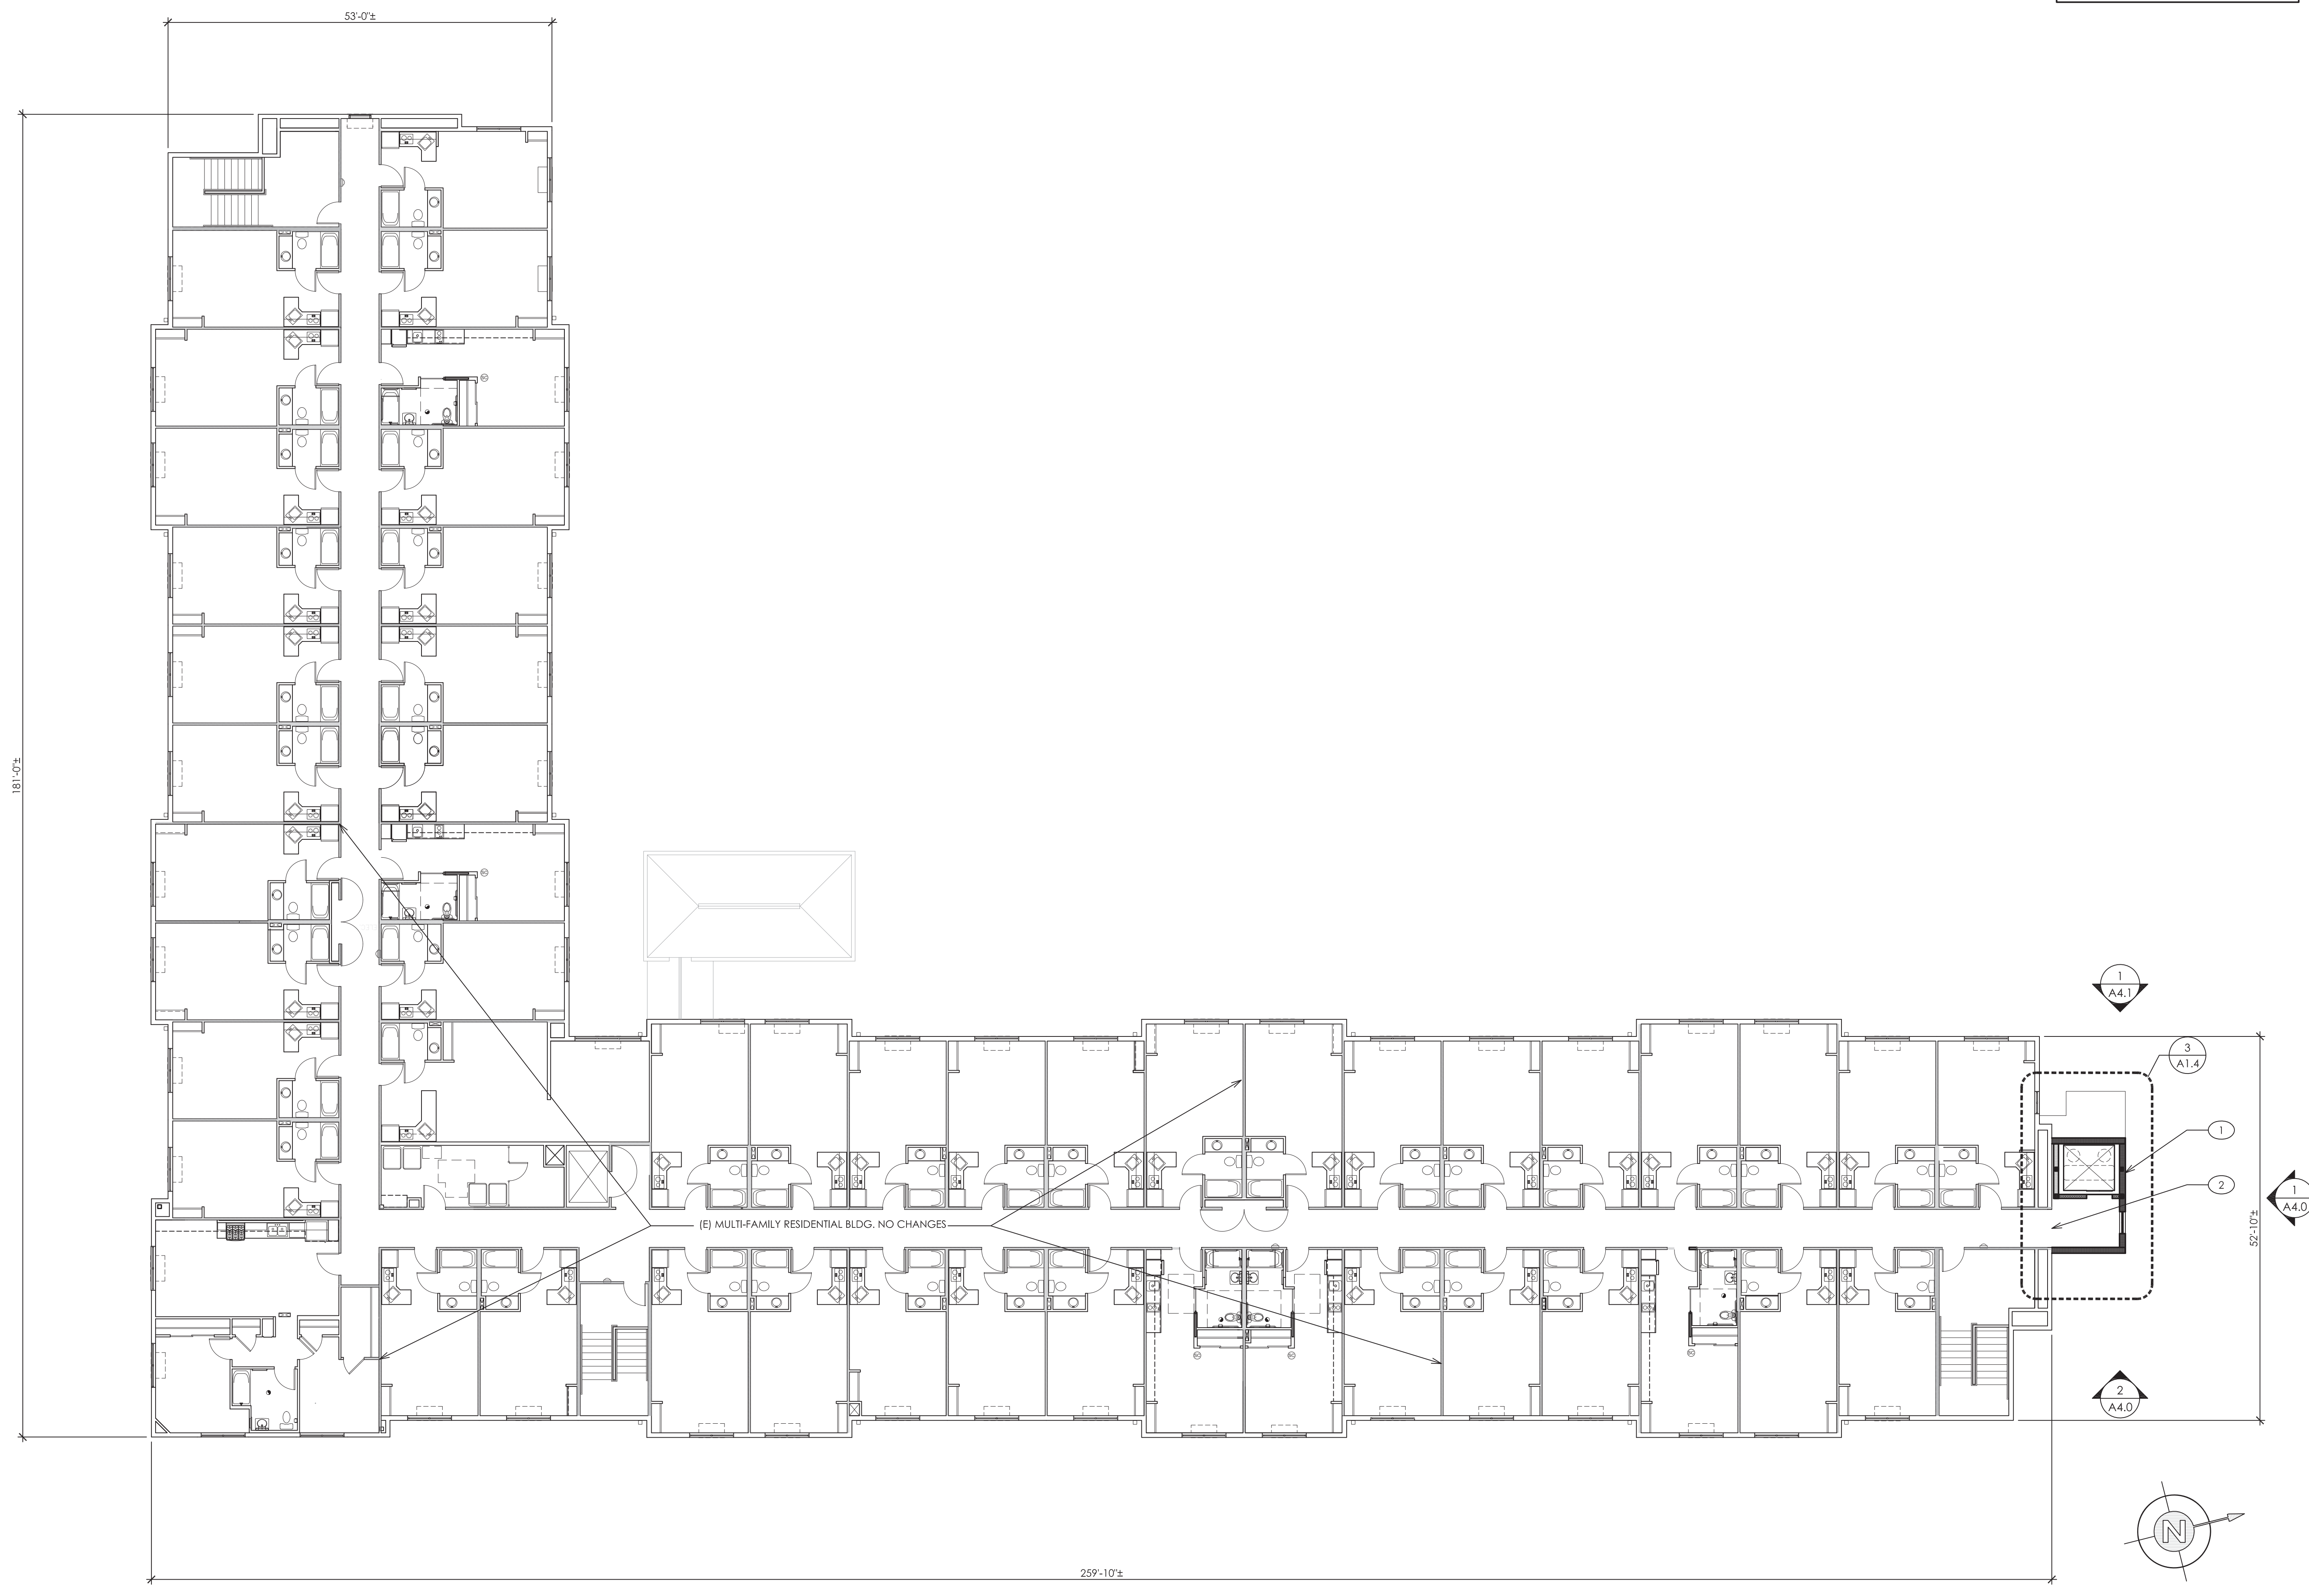 53'-0"±
181'-0"±
1
A4.1
3
A1.4
1
2
1
A4.0
(E) MULTI-FAMILY RESIDENTIAL BLDG. NO CHANGES
52'-10"±
2
A4.0
N
259'-10"±